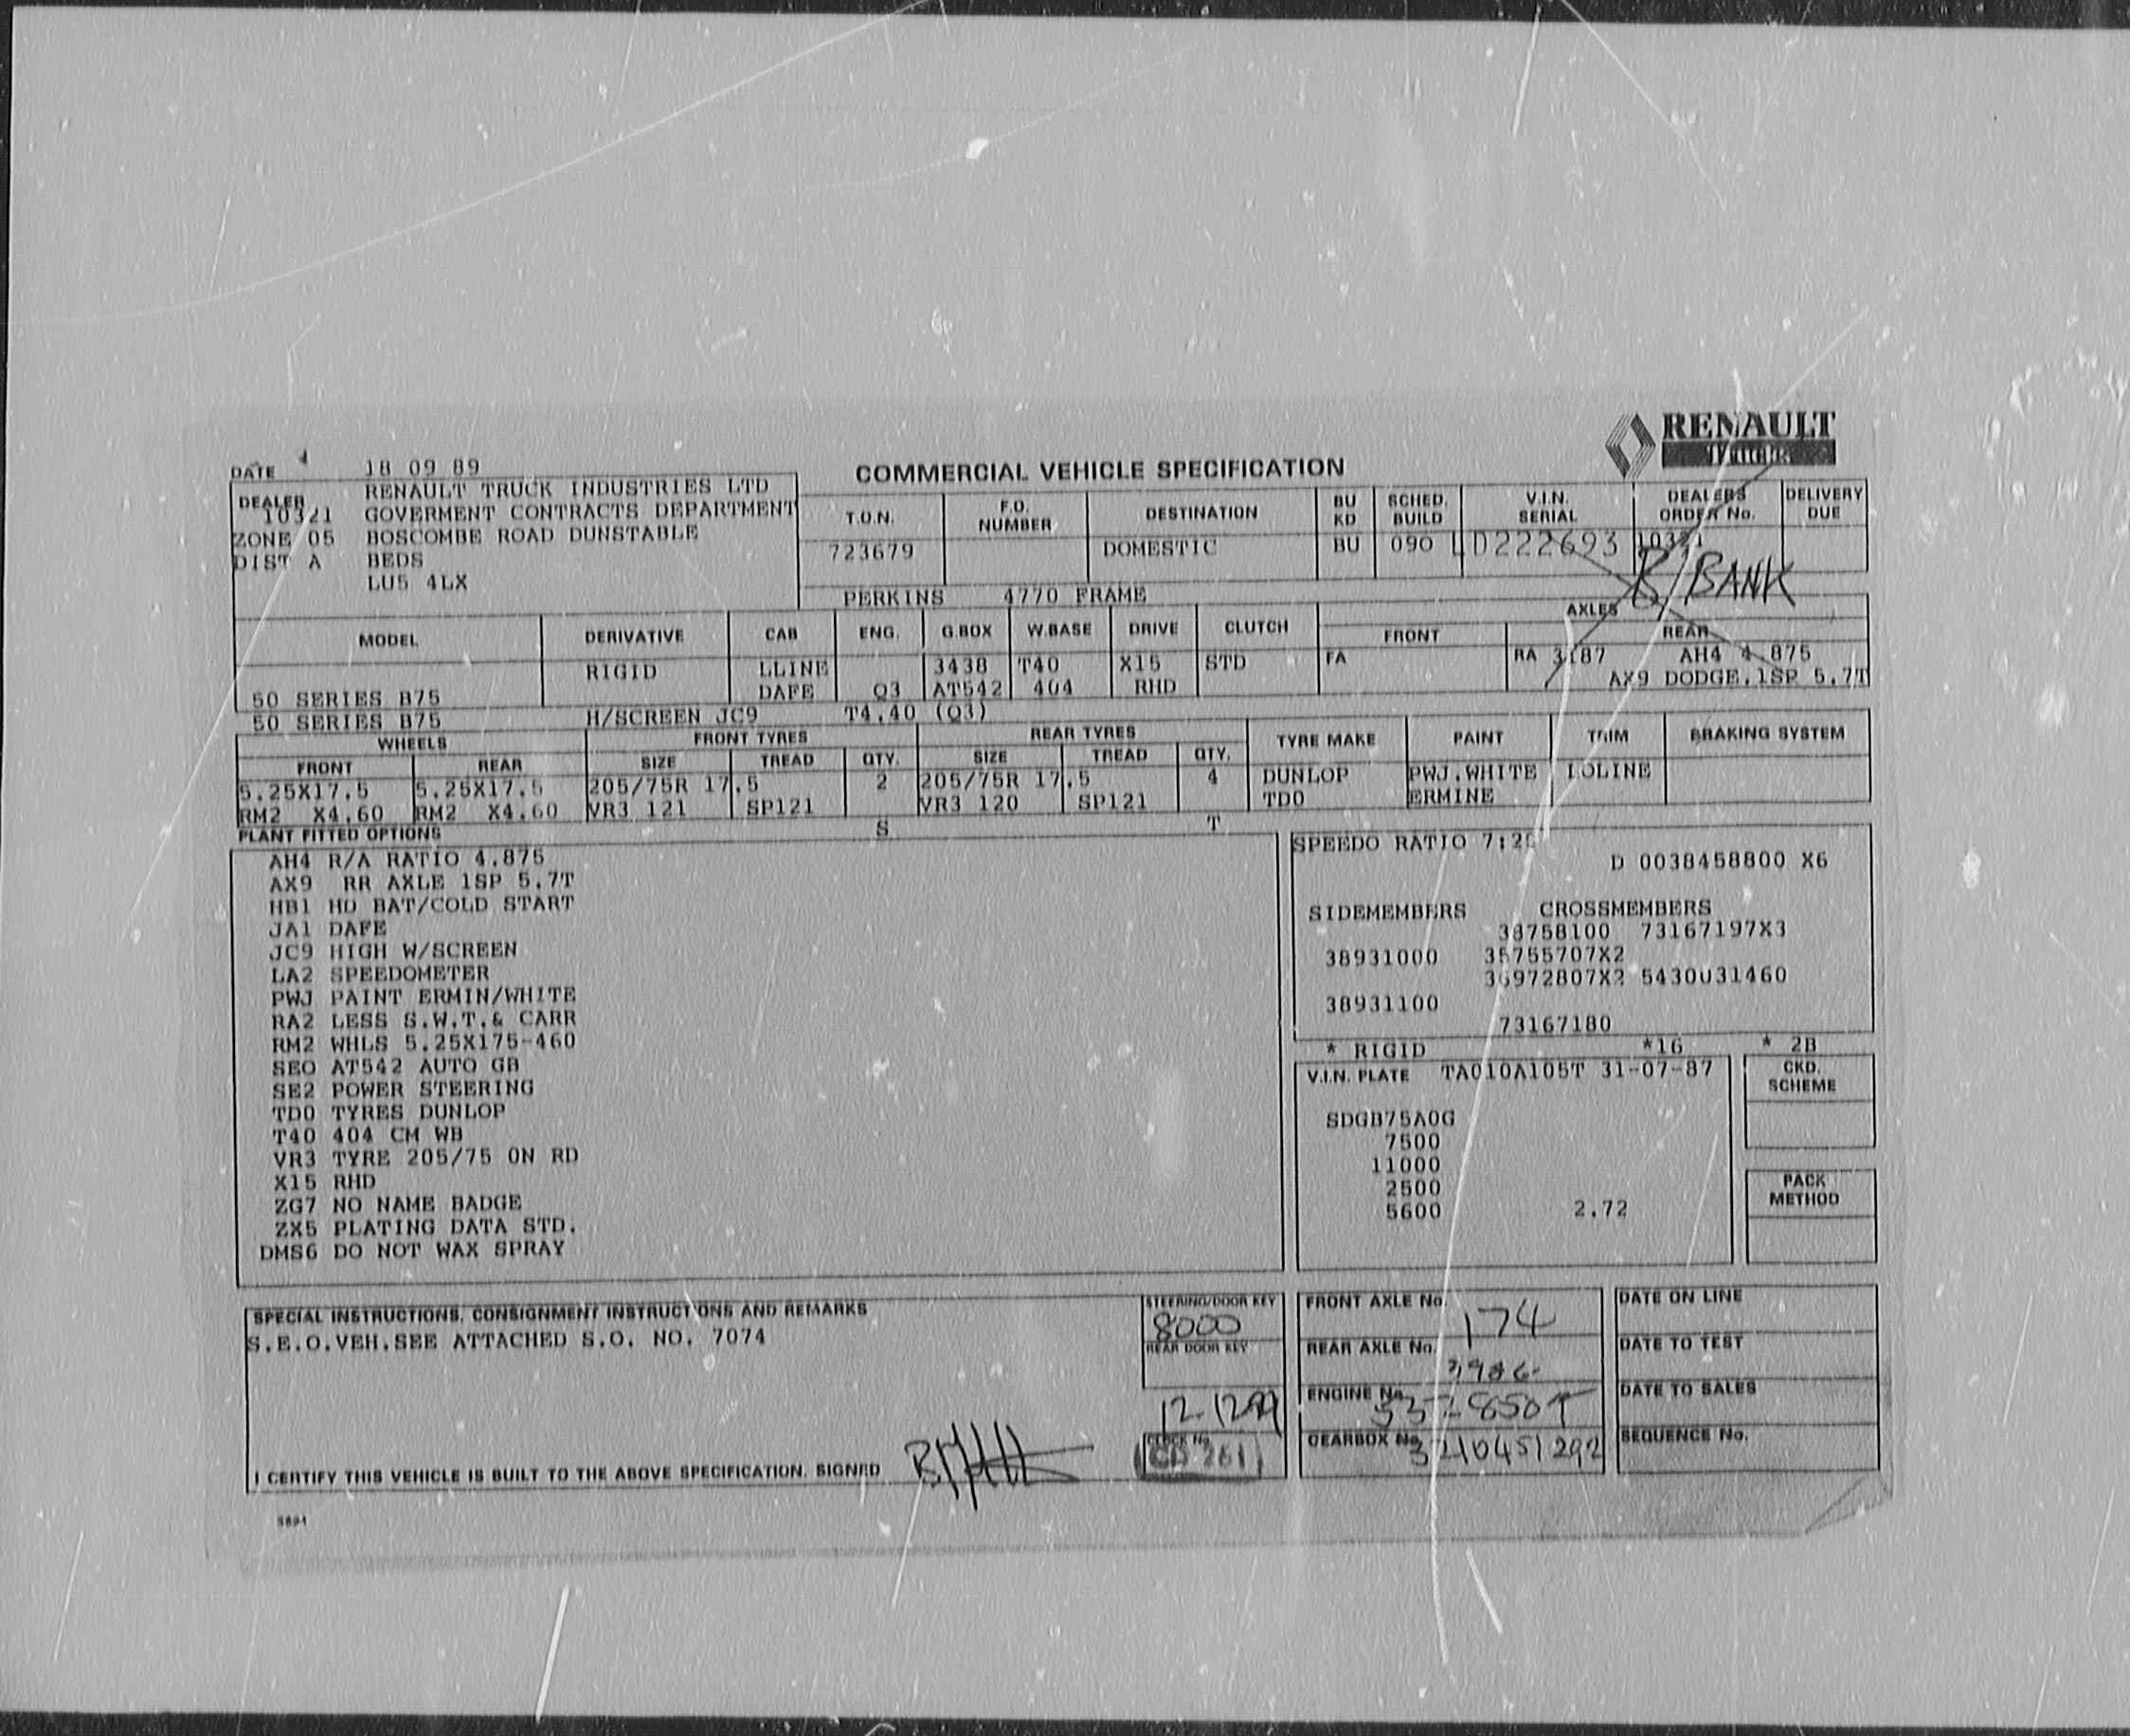 RENAULT
Trucks
DATE 18 09 89
COMMERCIAL VEHICLE SPECIFICATION
DEALER RENAULT TRUCK INDUSTRIES LTD
10321 GOVERMENT CONTRACTS DEPARTMENT
ZONE 05 BOSCOMBE ROAD DUNSTABLE
DIST A BEDS
LU5 4LX
T.O.N. F.O. NUMBER DESTINATION BU KD SCHED. BUILD V.I.N. SERIAL DEALERS ORDER No. DELIVERY DUE
723679 DOMESTIC BU 090 D222693 10321
B/BANK
PERKINS 4770 FRAME
MODEL DERIVATIVE CAB ENG. G.BOX W.BASE DRIVE CLUTCH AXLES FRONT REAR
RIGID LLINE 3438 T40 X15 STD FA RA 3187 AH4 4.875
50 SERIES B75 DAFE Q3 AT542 404 RHD AX9 DODGE.1SP 5.7T
50 SERIES B75 H/SCREEN JC9 T4.40 (Q3)
WHEELS FRONT TYRES REAR TYRES TYRE MAKE PAINT TRIM BRAKING SYSTEM
FRONT REAR SIZE TREAD QTY. SIZE TREAD QTY.
5.25X17.5 5.25X17.5 205/75R 17.5 2 205/75R 17.5 4 DUNLOP PWJ.WHITE LOLINE
RM2 X4.60 RM2 X4.60 VR3 121 SP121 VR3 120 SP121 TD0 ERMINE
PLANT FITTED OPTIONS S T
AH4 R/A RATIO 4.875
AX9 RR AXLE 1SP 5.7T
HB1 HD BAT/COLD START
JA1 DAFE
JC9 HIGH W/SCREEN
LA2 SPEEDOMETER
PWJ PAINT ERMIN/WHITE
RA2 LESS S.W.T.& CARR
RM2 WHLS 5.25X175-460
SEO AT542 AUTO GB
SE2 POWER STEERING
TD0 TYRES DUNLOP
T40 404 CM WB
VR3 TYRE 205/75 ON RD
X15 RHD
ZG7 NO NAME BADGE
ZX5 PLATING DATA STD.
DMS6 DO NOT WAX SPRAY
SPEEDO RATIO
D 0038458800 X6
SIDEMEMBERS CROSSMEMBERS
38758100 73167197X3
38931000 35755707X2
36972807X2 5430031460
38931100
73167180
* RIGID *16 * 2B
V.I.N. PLATE TA010A105T 31-07-87
SDGB75A0G
7500
11000
2500
5600 2.72
CKD. SCHEME
PACK METHOD
SPECIAL INSTRUCTIONS, CONSIGNMENT INSTRUCTIONS AND REMARKS
S.E.O.VEH.SEE ATTACHED S.O. NO. 7074
I CERTIFY THIS VEHICLE IS BUILT TO THE ABOVE SPECIFICATION. SIGNED
STEERING/DOOR KEY
8000
REAR DOOR KEY
CLOCK No.
CD 261
FRONT AXLE No. 174
REAR AXLE No.
ENGINE No.
GEARBOX No. 3210451292
DATE ON LINE
DATE TO TEST
DATE TO SALES
SEQUENCE No.